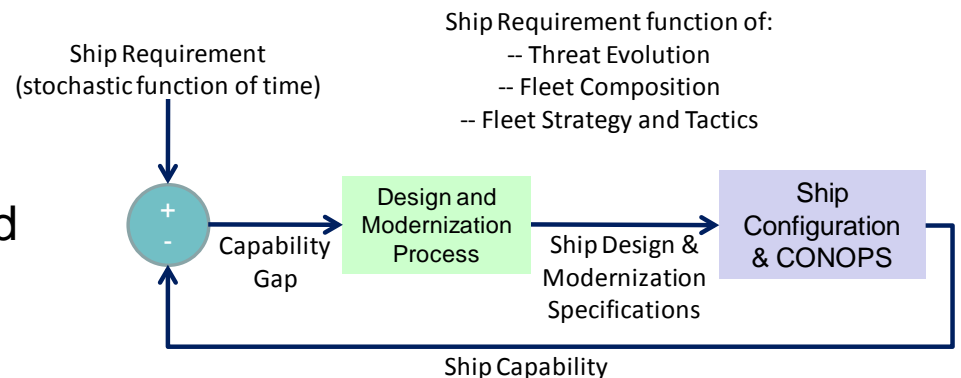 Ship Requirement function of:
-- Threat Evolution
-- Fleet Composition
-- Fleet Strategy and Tactics
Ship Requirement
(stochastic function of time)
d
+
-
Capability
Gap
Design and
Modernization
Process
Ship Design &
Modernization
Specifications
Ship
Configuration
& CONOPS
Ship Capability